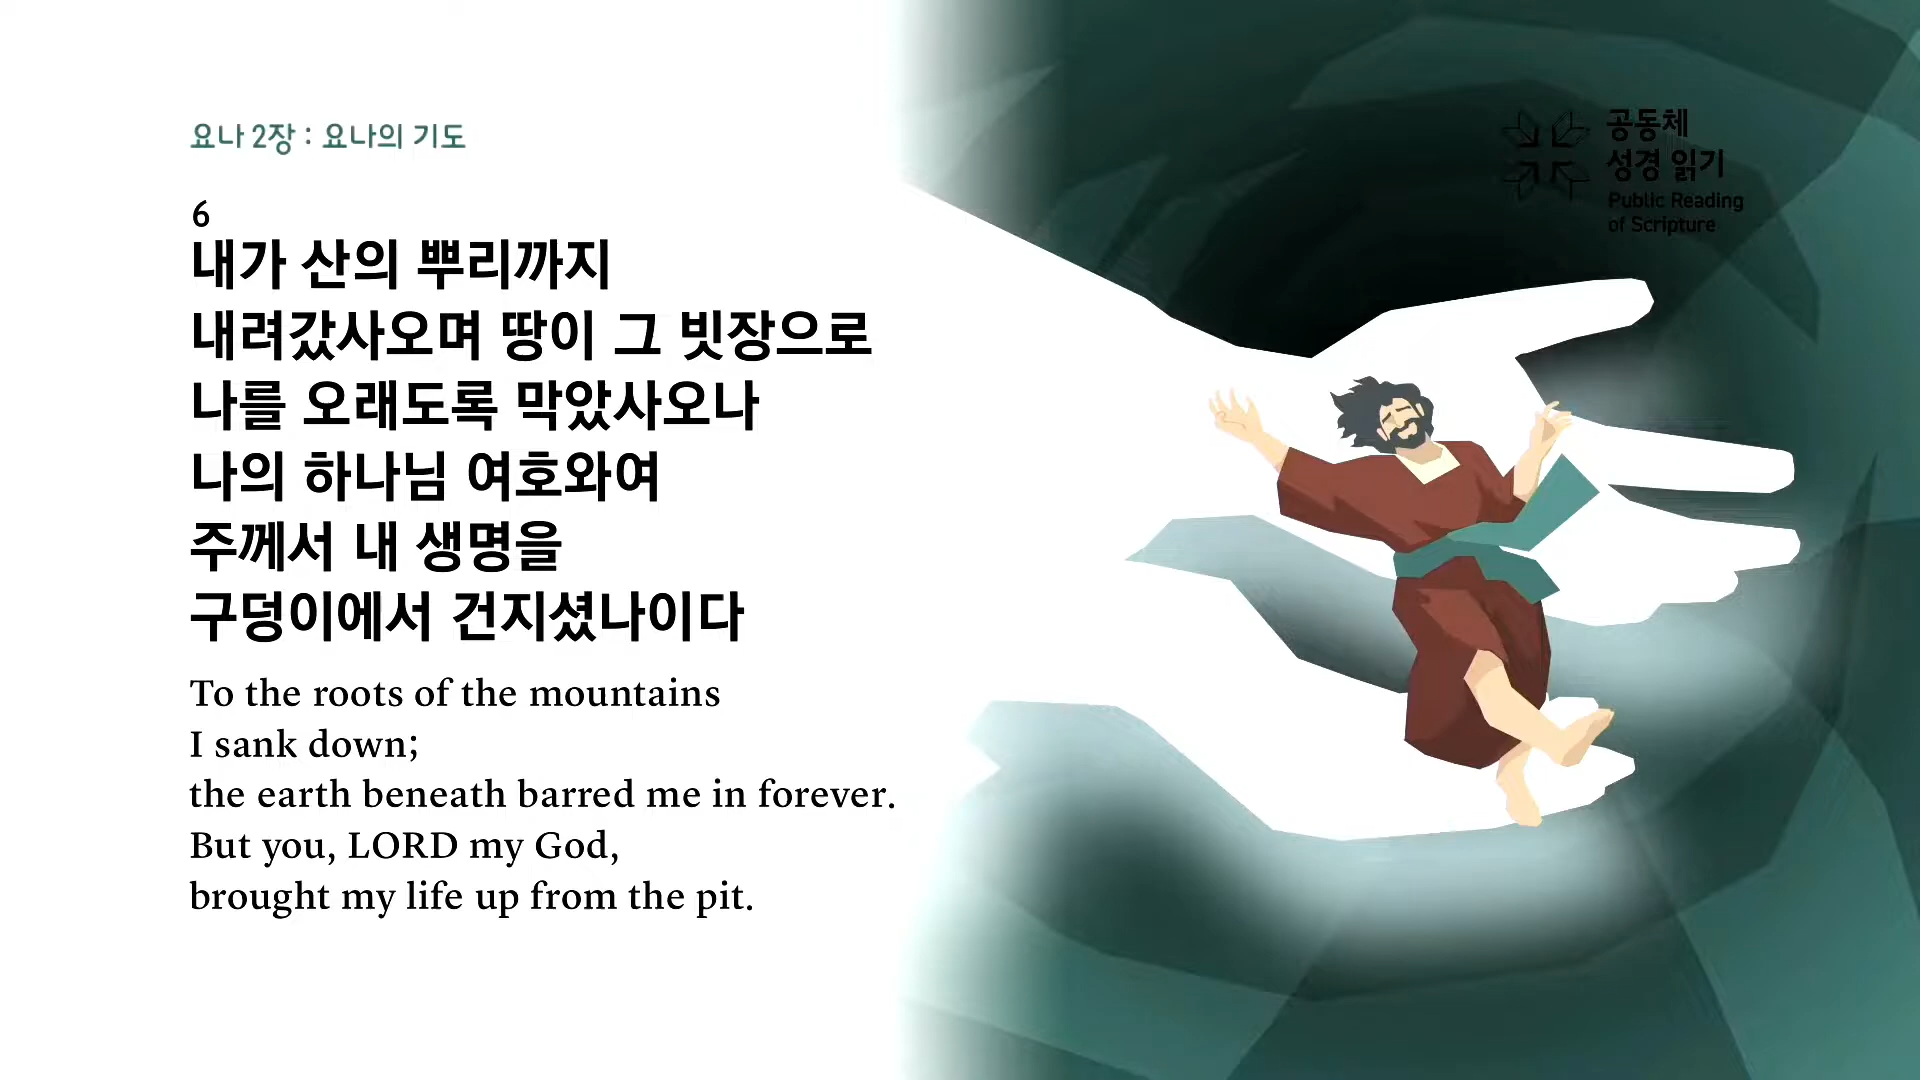 요나 2장 : 요나의 기도
6
내가 산의 뿌리까지
내려갔사오며 땅이 그 빗장으로
나를 오래도록 막았사오나
나의 하나님 여호와여
주께서 내 생명을
구덩이에서 건지셨나이다
To the roots of the mountains
I sank down;
the earth beneath barred me in forever.
But you, LORD my God,
brought my life up from the pit.
공동체
성경 읽기
Public Reading
of Scripture